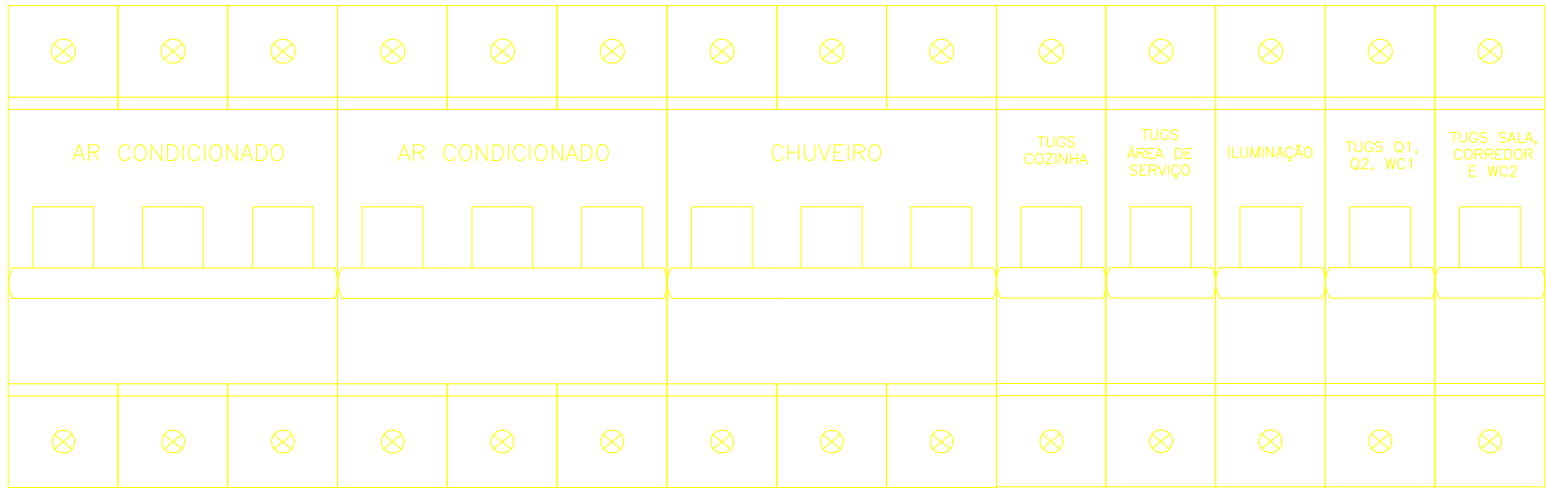 AR CONDICIONADO
AR CONDICIONADO
CHUVEIRO
TUGS
COZINHA
TUGS
ÁREA DE
SERVIÇO
ILUMINAÇÃO
TUGS Q1,
Q2, WC1
TUGS SALA,
CORREDOR
E WC2